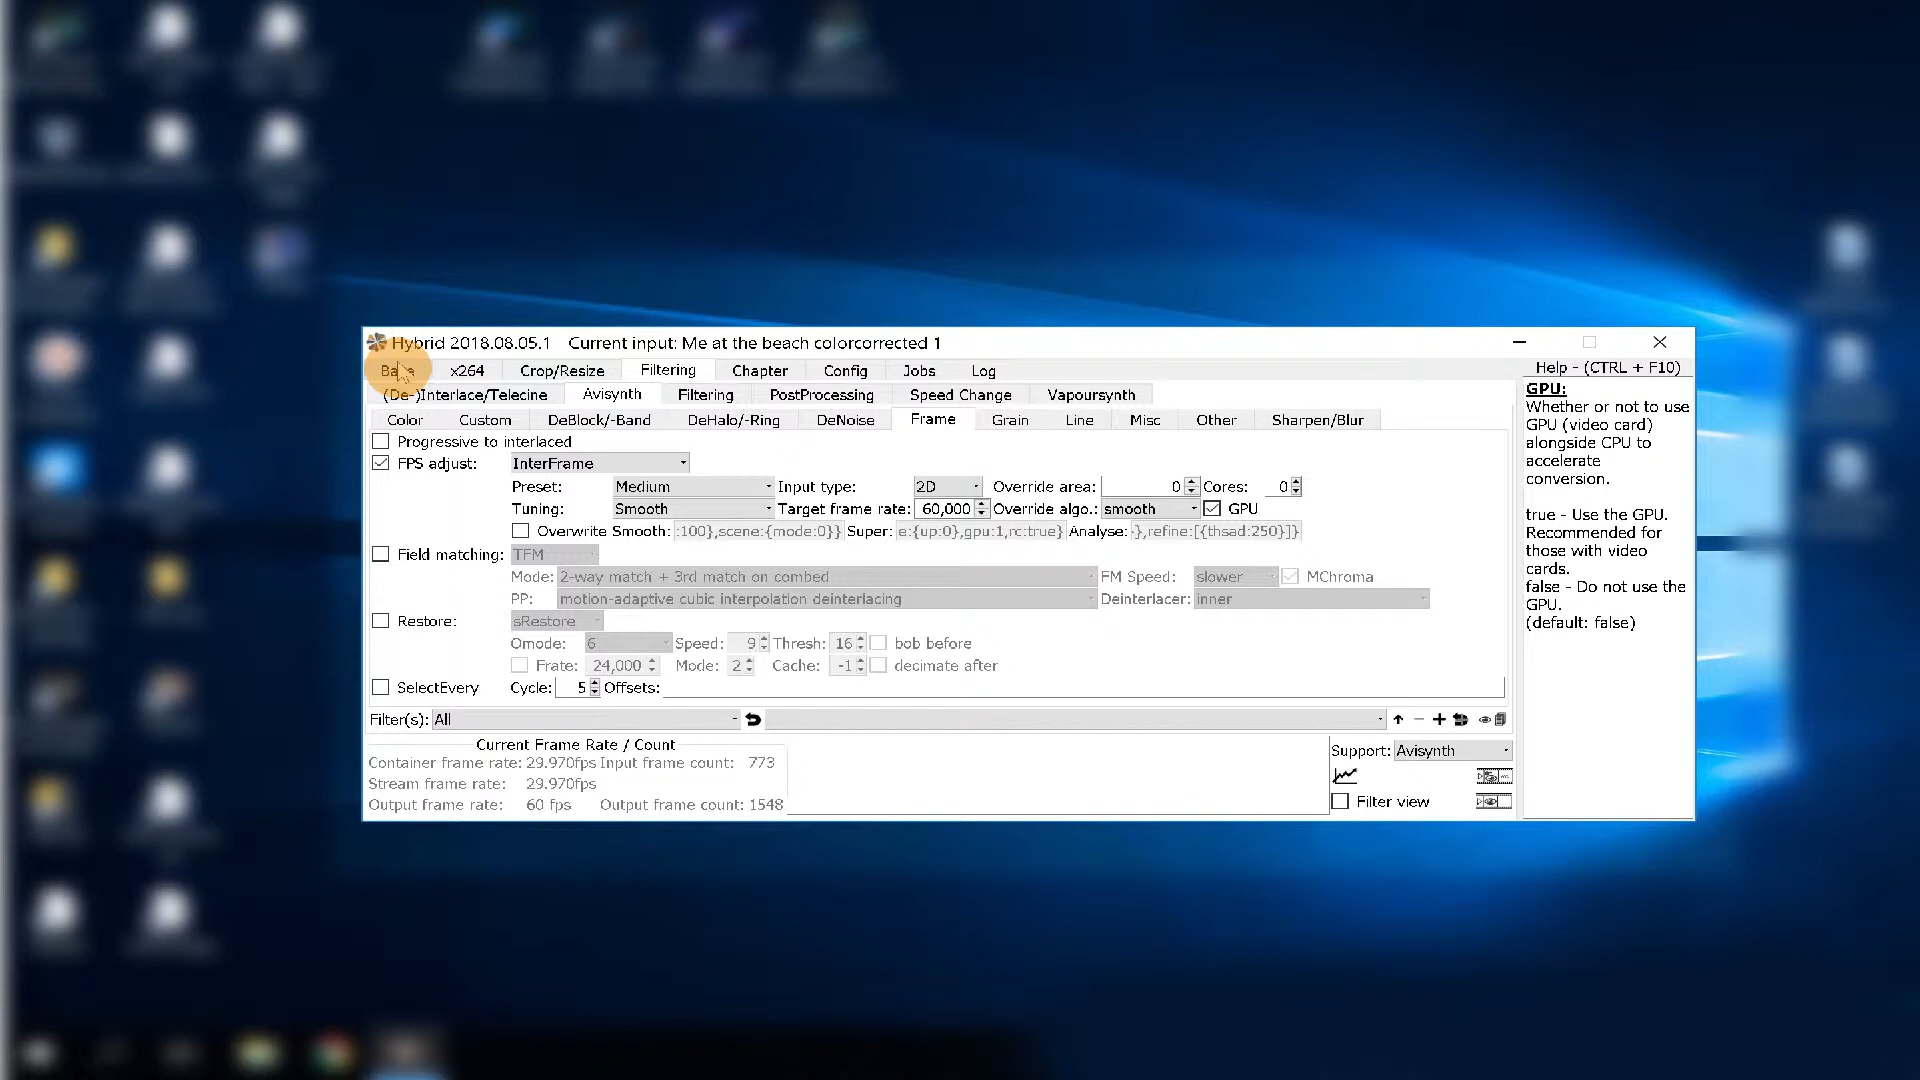 Hybrid 2018.08.05.1 Current input: Me at the beach colorcorrected 1
Base x264 Crop/Resize Filtering Chapter Config Jobs Log
(De-)Interlace/Telecine Avisynth Filtering PostProcessing Speed Change Vapoursynth
Color Custom DeBlock/-Band DeHalo/-Ring DeNoise Frame Grain Line Misc Other Sharpen/Blur
Progressive to interlaced
FPS adjust: InterFrame
Preset: Medium Input type: 2D Override area: 0 Cores: 0
Tuning: Smooth Target frame rate: 60,000 Override algo.: smooth GPU
Overwrite Smooth: :100},scene:{mode:0}} Super: e:{up:0},gpu:1,rc:true} Analyse: -},refine:[{thsad:250}]}
Field matching: TFM
Mode: 2-way match + 3rd match on combed FM Speed: slower MChroma
PP: motion-adaptive cubic interpolation deinterlacing Deinterlacer: inner
Restore: sRestore
Omode: 6 Speed: 9 Thresh: 16 bob before
Frate: 24,000 Mode: 2 Cache: -1 decimate after
SelectEvery Cycle: 5 Offsets:
Filter(s): All
Current Frame Rate / Count
Container frame rate: 29.970fps Input frame count: 773
Stream frame rate: 29.970fps
Output frame rate: 60 fps Output frame count: 1548
Support: Avisynth
Filter view
Help - (CTRL + F10)
GPU:
Whether or not to use
GPU (video card)
alongside CPU to
accelerate
conversion.
true - Use the GPU.
Recommended for
those with video
cards.
false - Do not use the
GPU.
(default: false)